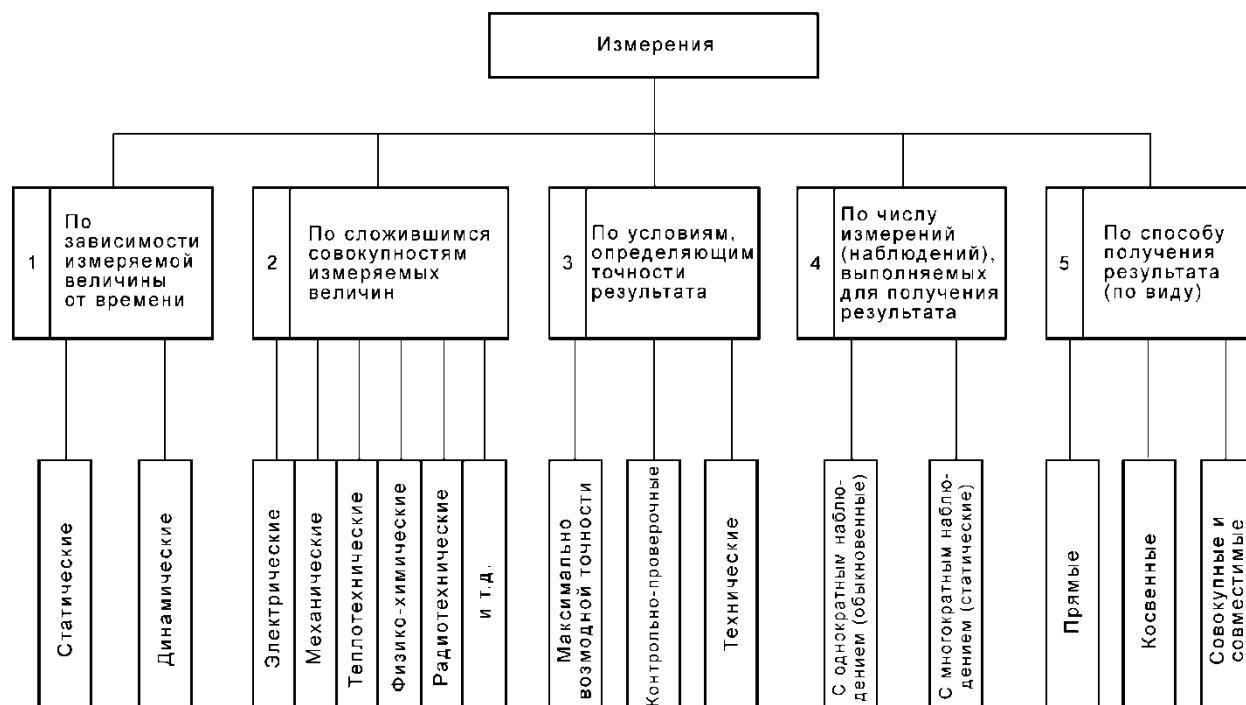 Измерения
1
По
зависимости
измеряемой
величины
от времени
2
По сложившимся
совокупностям
измеряемых
величин
3
По условиям,
определяющим
точности
результата
4
По числу
измерений
(наблюдений),
выполняемых
для получения
результата
5
По способу
получения
результата
(по виду)
Статические
Динамические
Электрические
Механические
Теплотехнические
Физико-химические
Радиотехнические
и т.д.
Максимально
возмодной точности
Контрольно-проверочные
Технические
С однократным наблю-
дением (обыкновенные)
С многократным наблю-
дением (статические)
Прямые
Косвенные
Совокупные и
совместимые